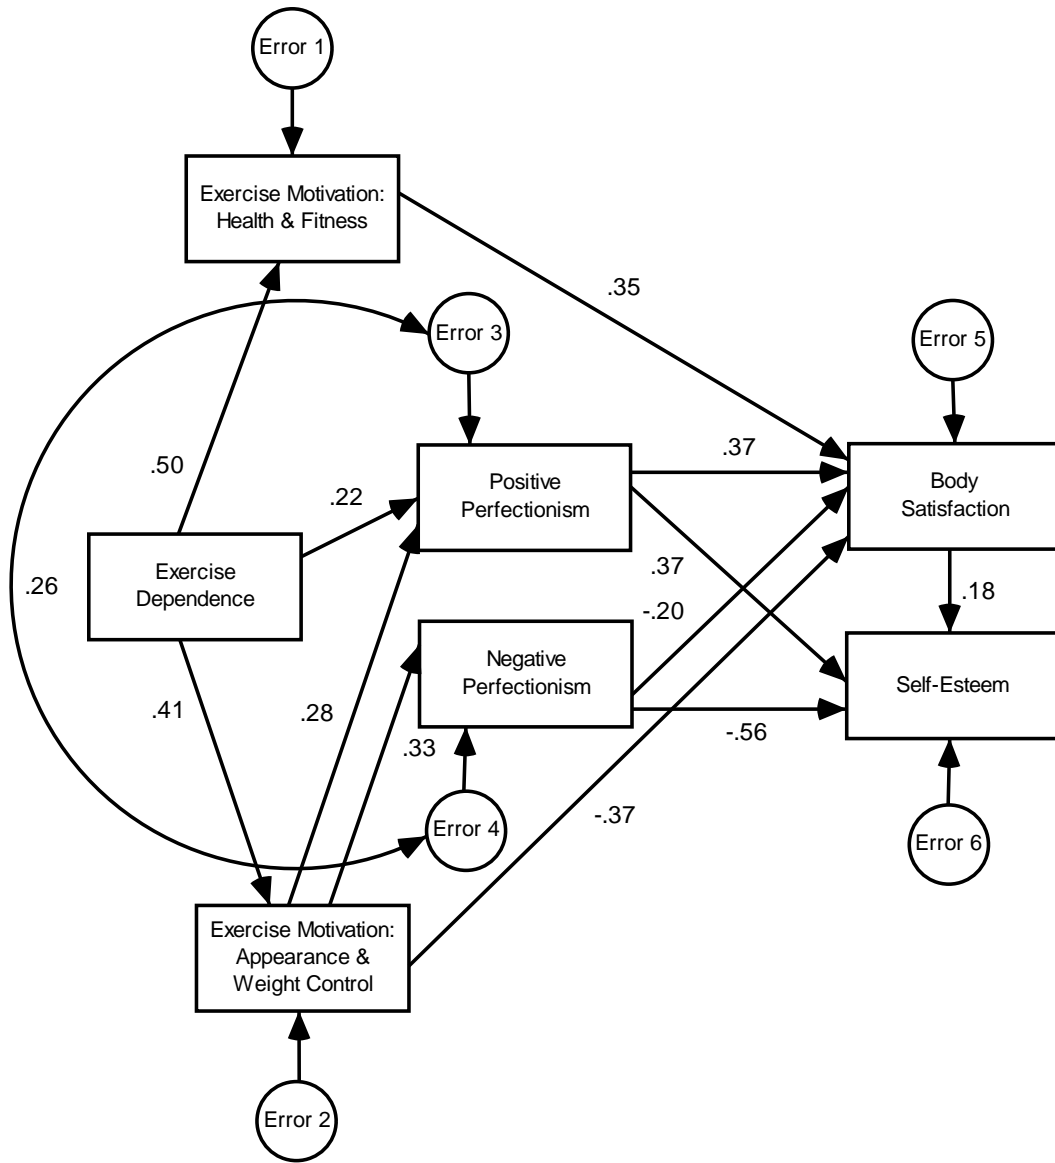 Error 1
Exercise Motivation:
Health & Fitness
.35
Error 3
Error 5
.50
.22
Positive
Perfectionism
.37
Body
Satisfaction
.26
Exercise
Dependence
.37
-.20
.18
.41
.28
Negative
Perfectionism
Self-Esteem
.33
-.56
Error 4
-.37
Error 6
Exercise Motivation:
Appearance &
Weight Control
Error 2